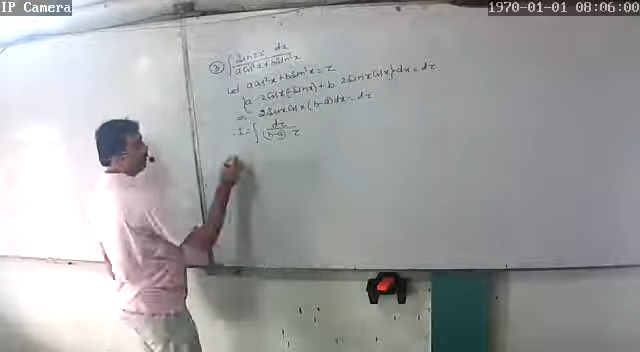 IP Camera
1970-01-01 08:06:00
③ ∫ sin2x dx / (a cos²x + b sin²x)
Let a cos²x + b sin²x = z
{a · 2cosx(-sinx) + b · 2sinx cosx} dx = dz
⇒ 2sinx cosx (b-a) dx = dz
∴ I = ∫ dz / (b-a) z